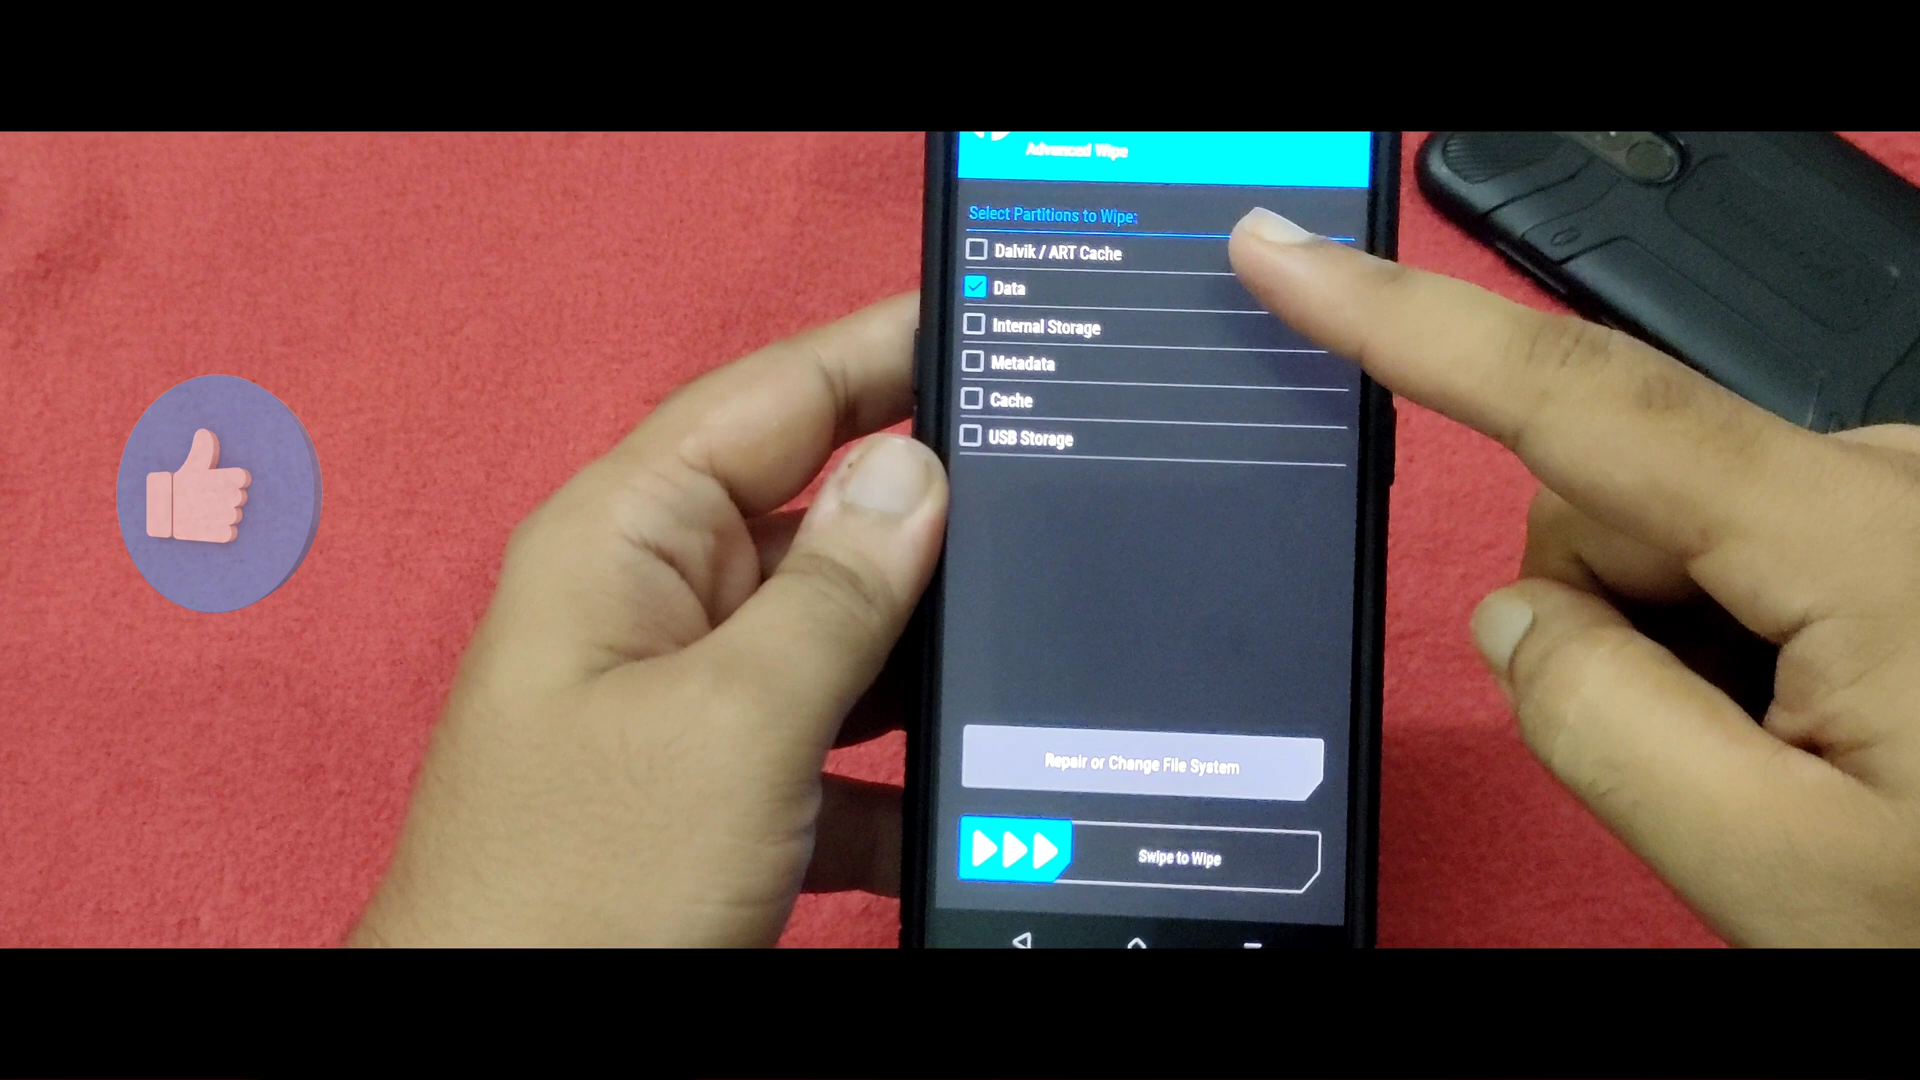 Advanced Wipe
Select Partitions to Wipe:
Dalvik / ART Cache
Data
Internal Storage
Metadata
Cache
USB Storage
Repair or Change File System
Swipe to Wipe